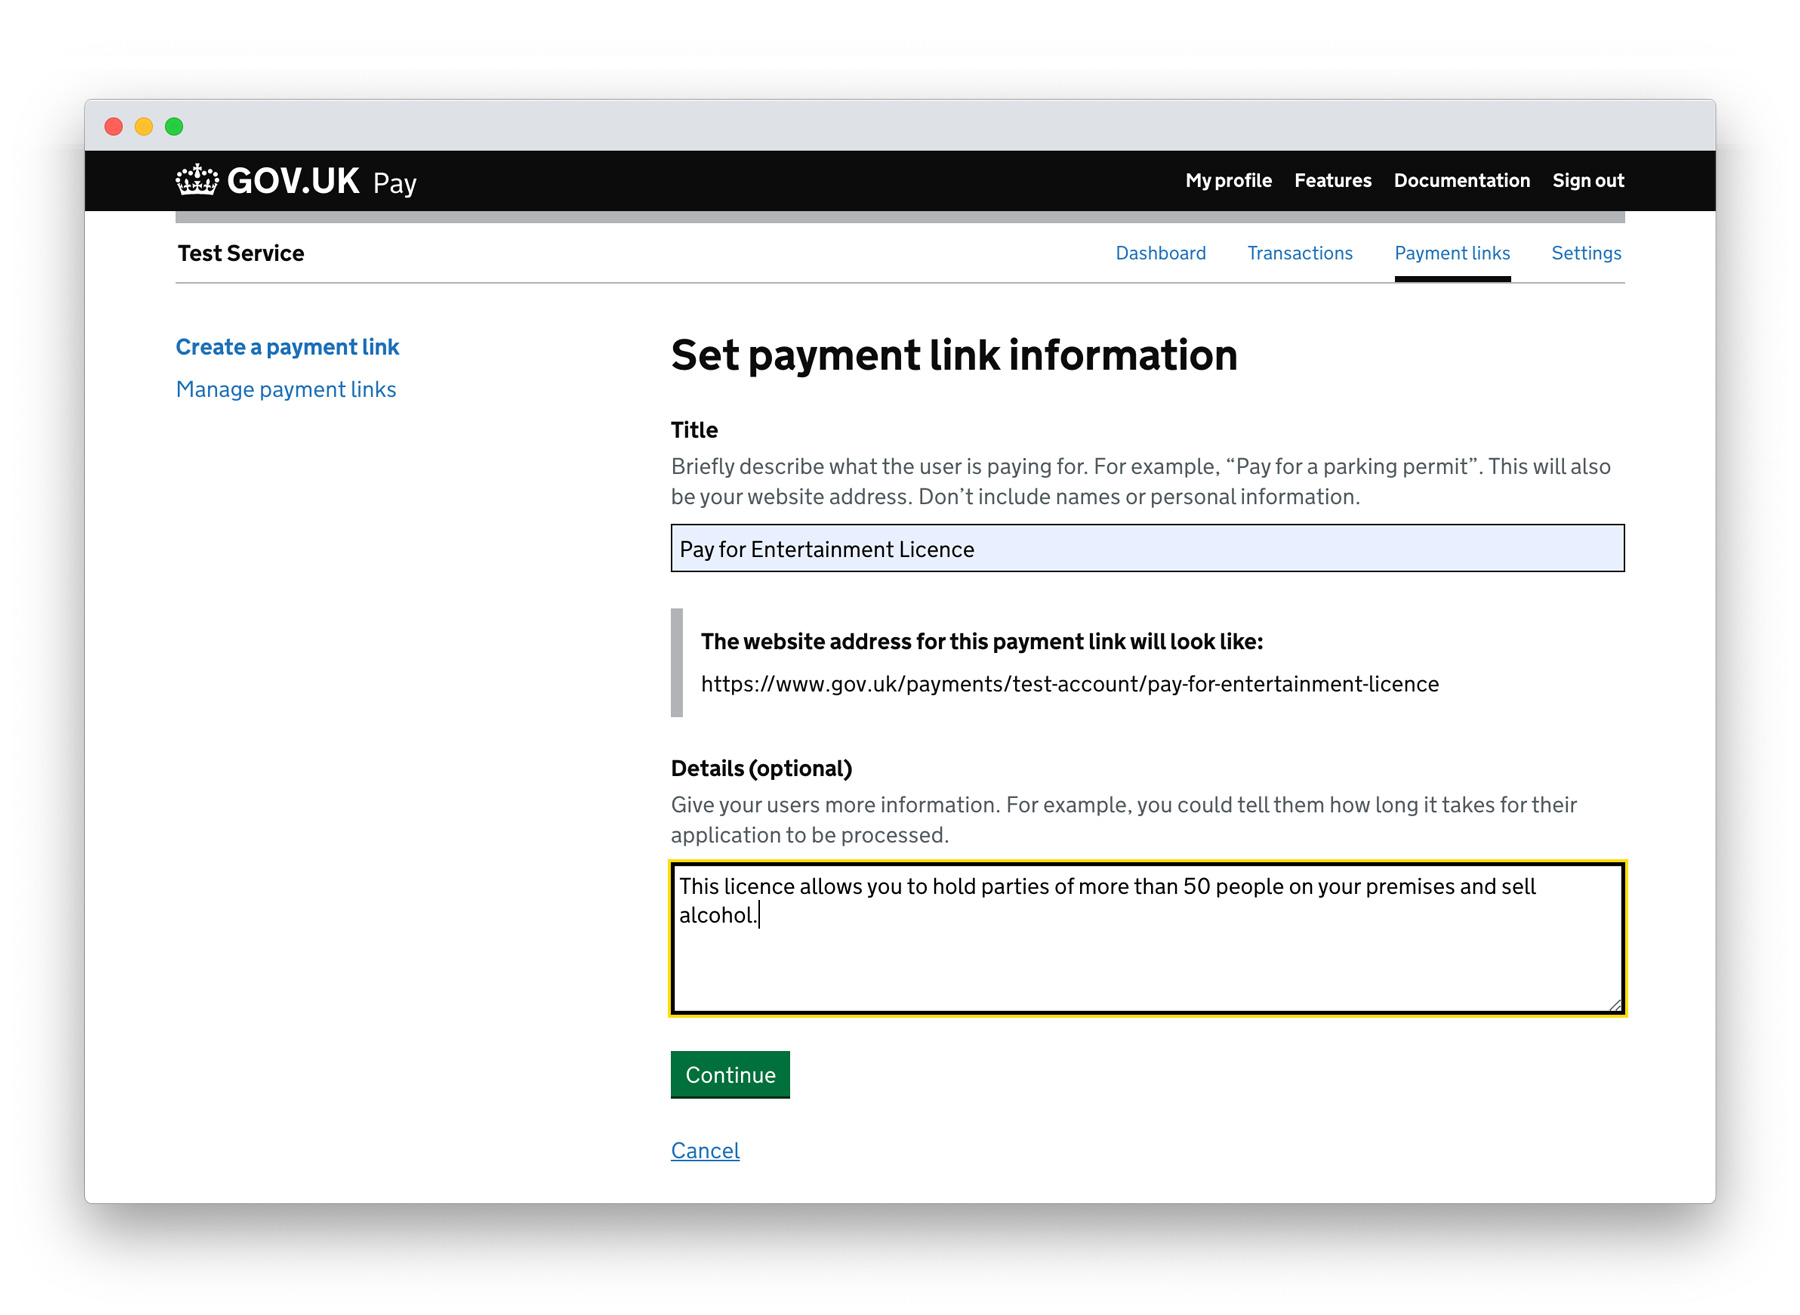 GOV.UK Pay
My profile Features Documentation Sign out
Test Service
Dashboard Transactions Payment links Settings
Create a payment link
Manage payment links
Set payment link information
Title
Briefly describe what the user is paying for. For example, “Pay for a parking permit”. This will also
be your website address. Don’t include names or personal information.
Pay for Entertainment Licence
The website address for this payment link will look like:
https://www.gov.uk/payments/test-account/pay-for-entertainment-licence
Details (optional)
Give your users more information. For example, you could tell them how long it takes for their
application to be processed.
This licence allows you to hold parties of more than 50 people on your premises and sell
alcohol.
Continue
Cancel